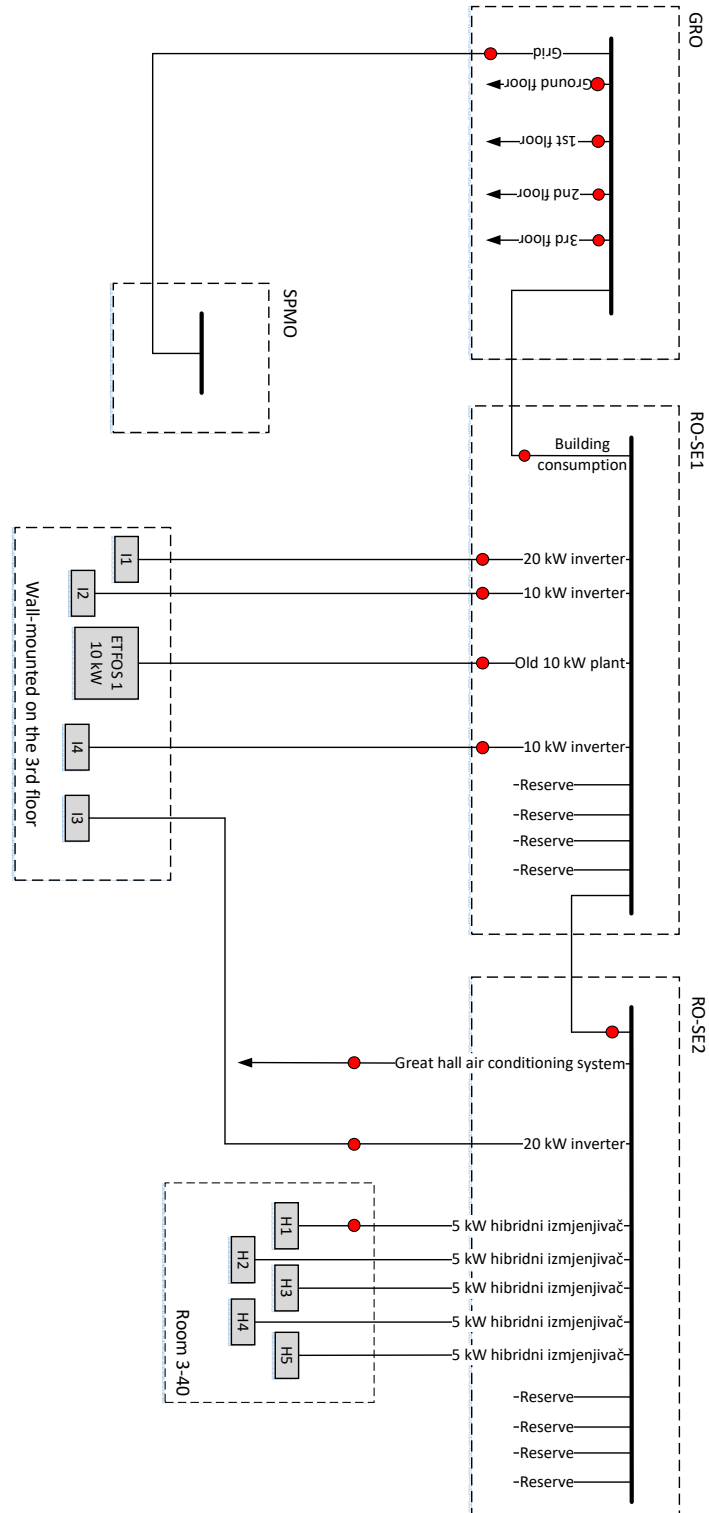 GRO
Grid
Ground floor
1st floor
2nd floor
3rd floor
SPMO
RO-SE1
Building
consumption
20 kW inverter
10 kW inverter
Old 10 kW plant
10 kW inverter
Reserve
Reserve
Reserve
Reserve
I1
I2
ETFOS 1
10 kW
I4
I3
Wall-mounted on the 3rd floor
RO-SE2
Great hall air conditioning system
20 kW inverter
5 kW hibridni izmjenjivač
5 kW hibridni izmjenjivač
5 kW hibridni izmjenjivač
5 kW hibridni izmjenjivač
5 kW hibridni izmjenjivač
H1
H2
H3
H4
H5
Room 3-40
Reserve
Reserve
Reserve
Reserve